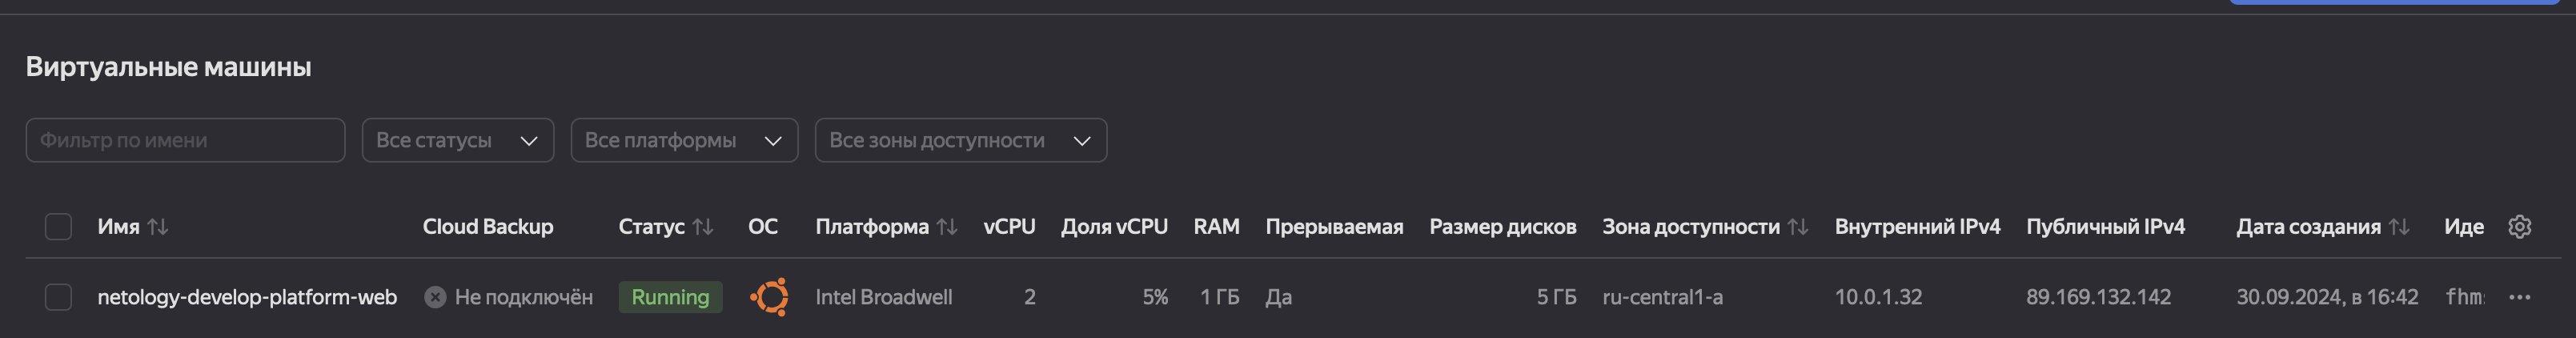 Виртуальные машины
Фильтр по имени Все статусы Все платформы Все зоны доступности
Имя Cloud Backup Статус ОС Платформа vCPU Доля vCPU RAM Прерываемая Размер дисков Зона доступности Внутренний IPv4 Публичный IPv4 Дата создания Иде
netology-develop-platform-web Не подключён Running Intel Broadwell 2 5% 1 ГБ Да 5 ГБ ru-central1-a 10.0.1.32 89.169.132.142 30.09.2024, в 16:42 fhm